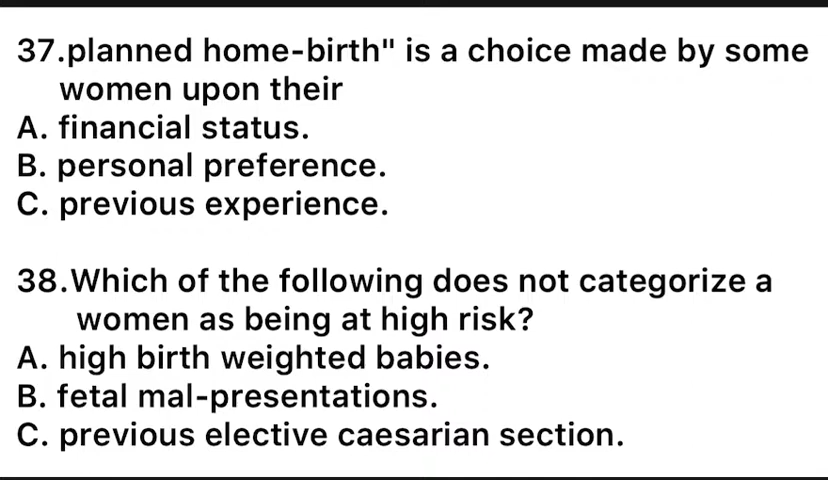 37.planned home-birth" is a choice made by some
women upon their
A. financial status.
B. personal preference.
C. previous experience.
38.Which of the following does not categorize a
women as being at high risk?
A. high birth weighted babies.
B. fetal mal-presentations.
C. previous elective caesarian section.